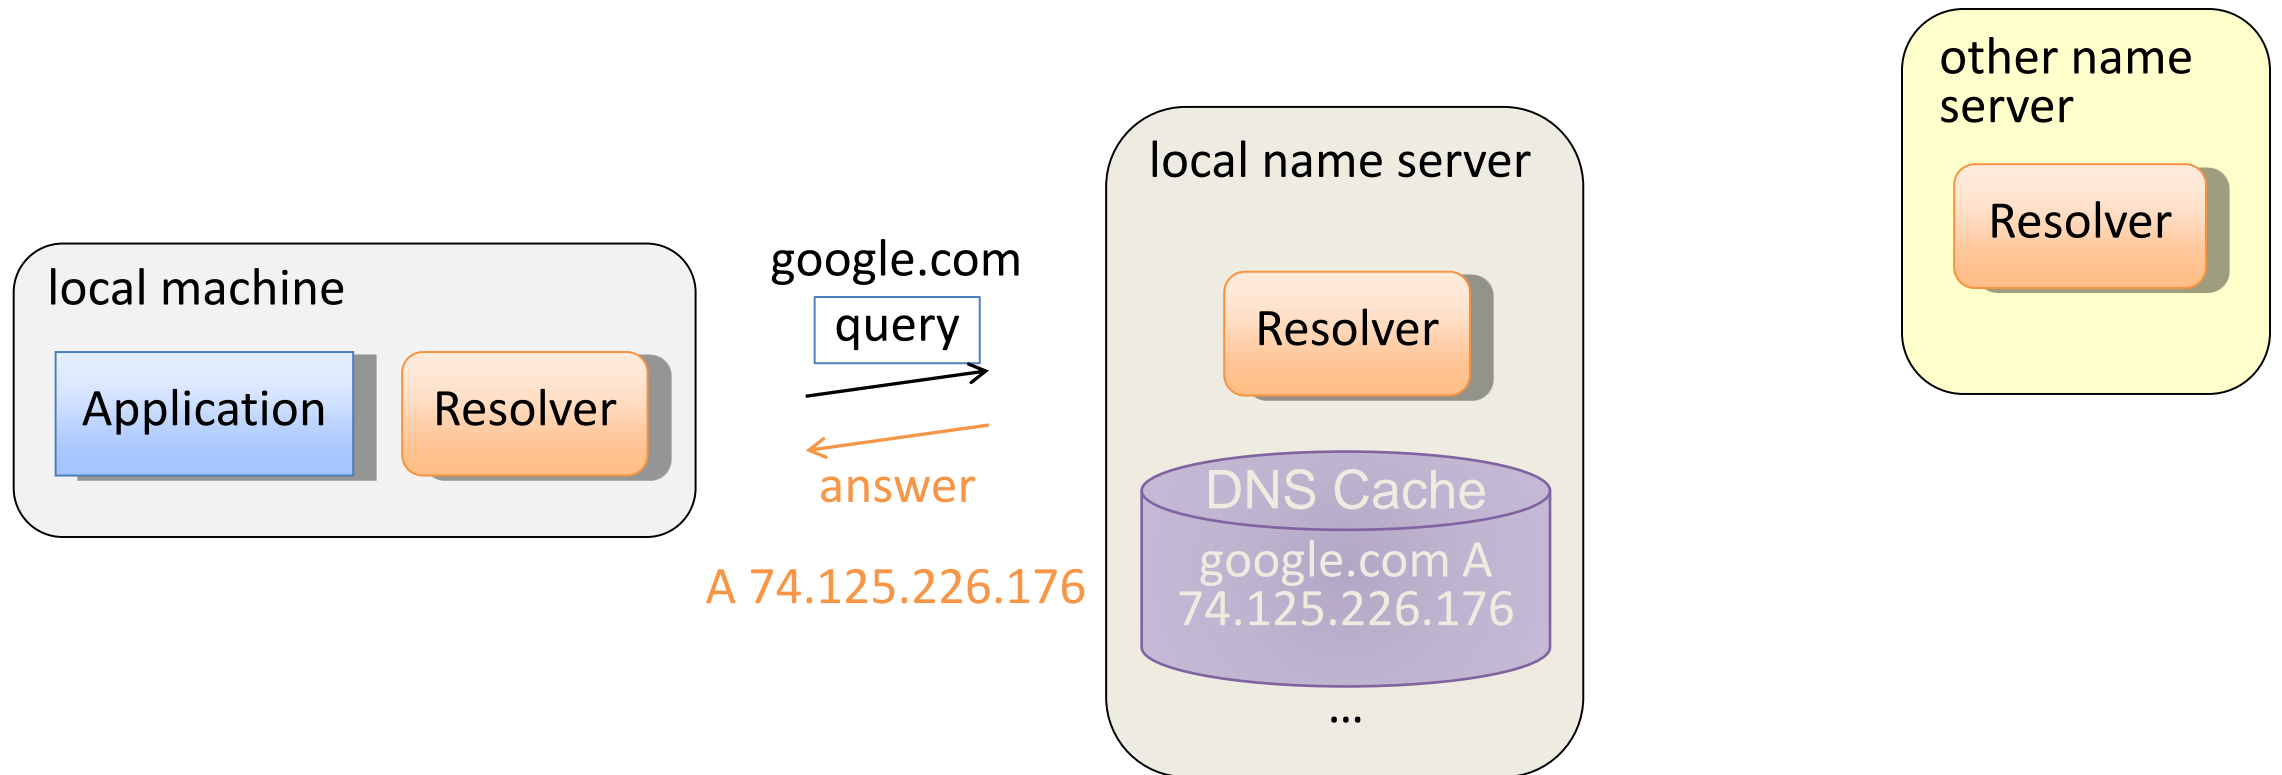 local machine
Application
Resolver
google.com
query
answer
A 74.125.226.176
local name server
Resolver
DNS Cache
google.com A
74.125.226.176
...
other name
server
Resolver